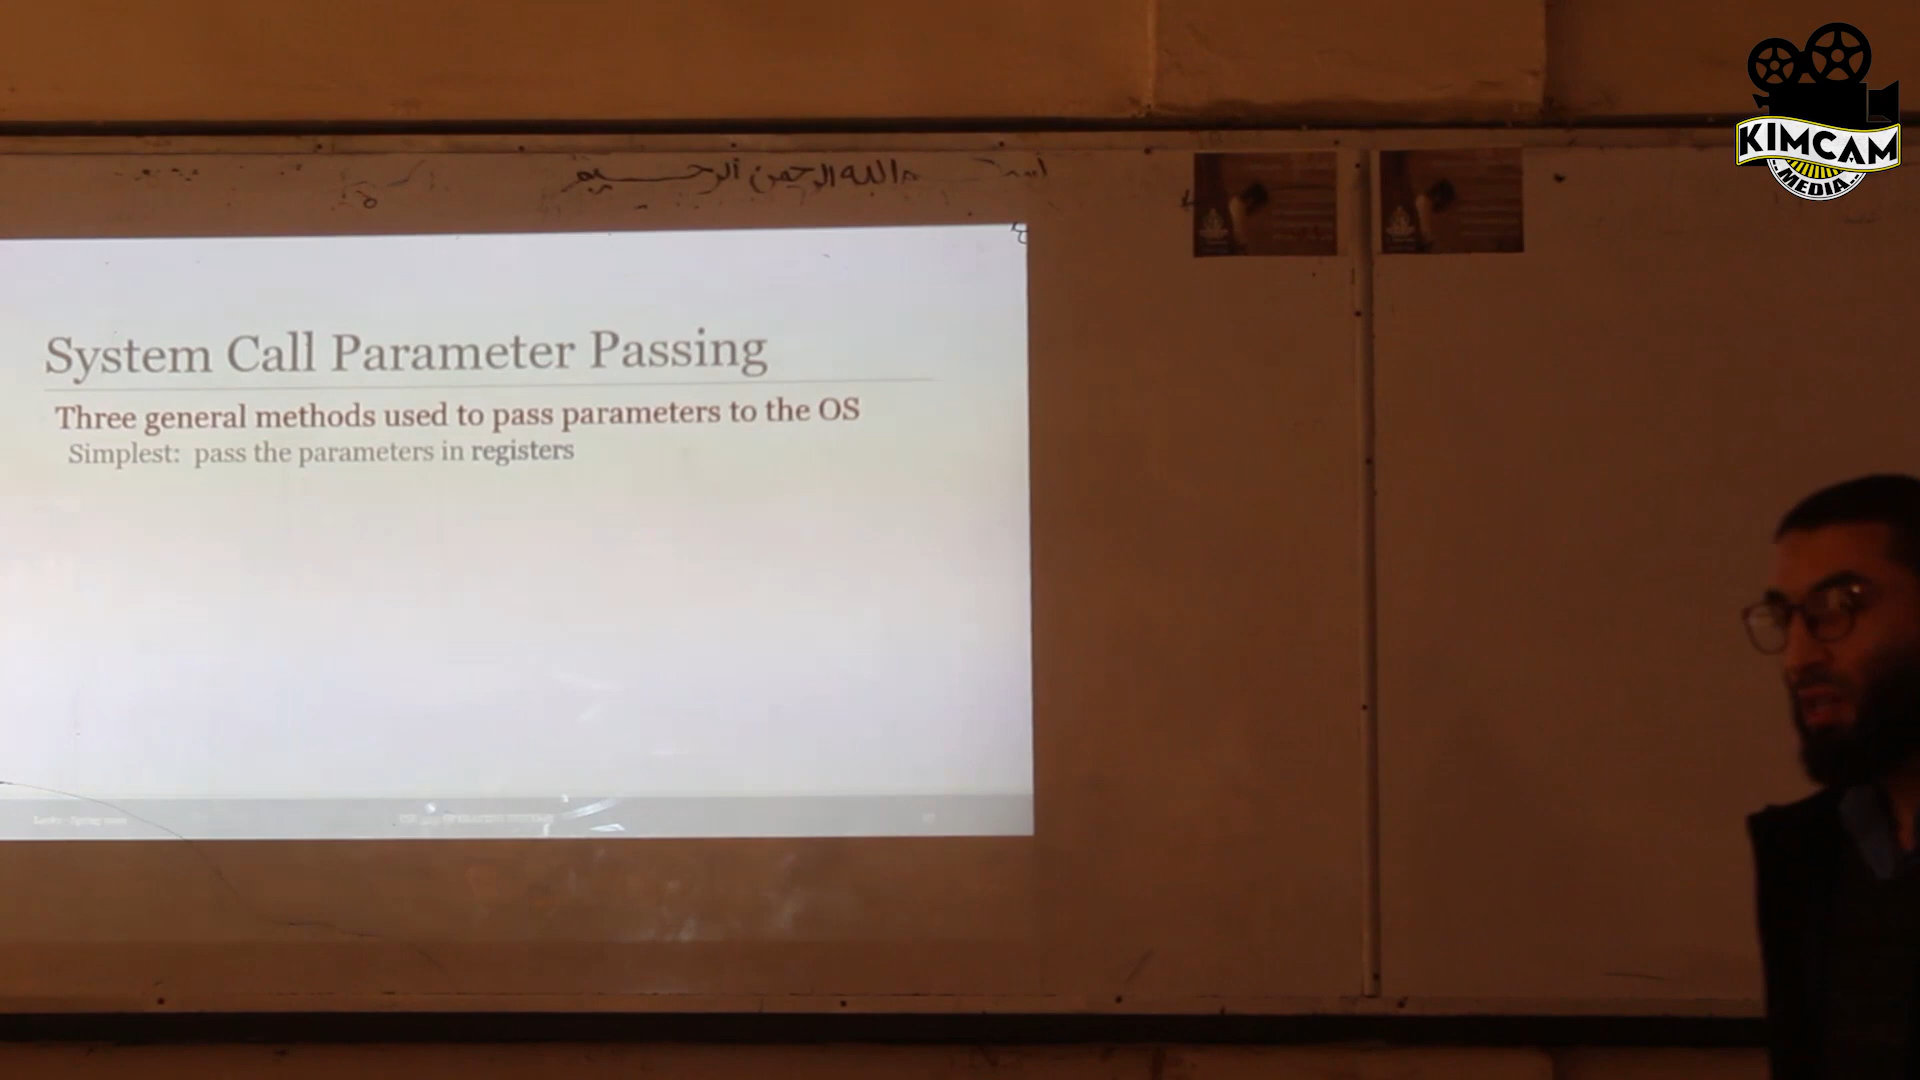 KIMCAM
MEDIA
الله الرحمن الرحيم
System Call Parameter Passing
Three general methods used to pass parameters to the OS
Simplest: pass the parameters in registers